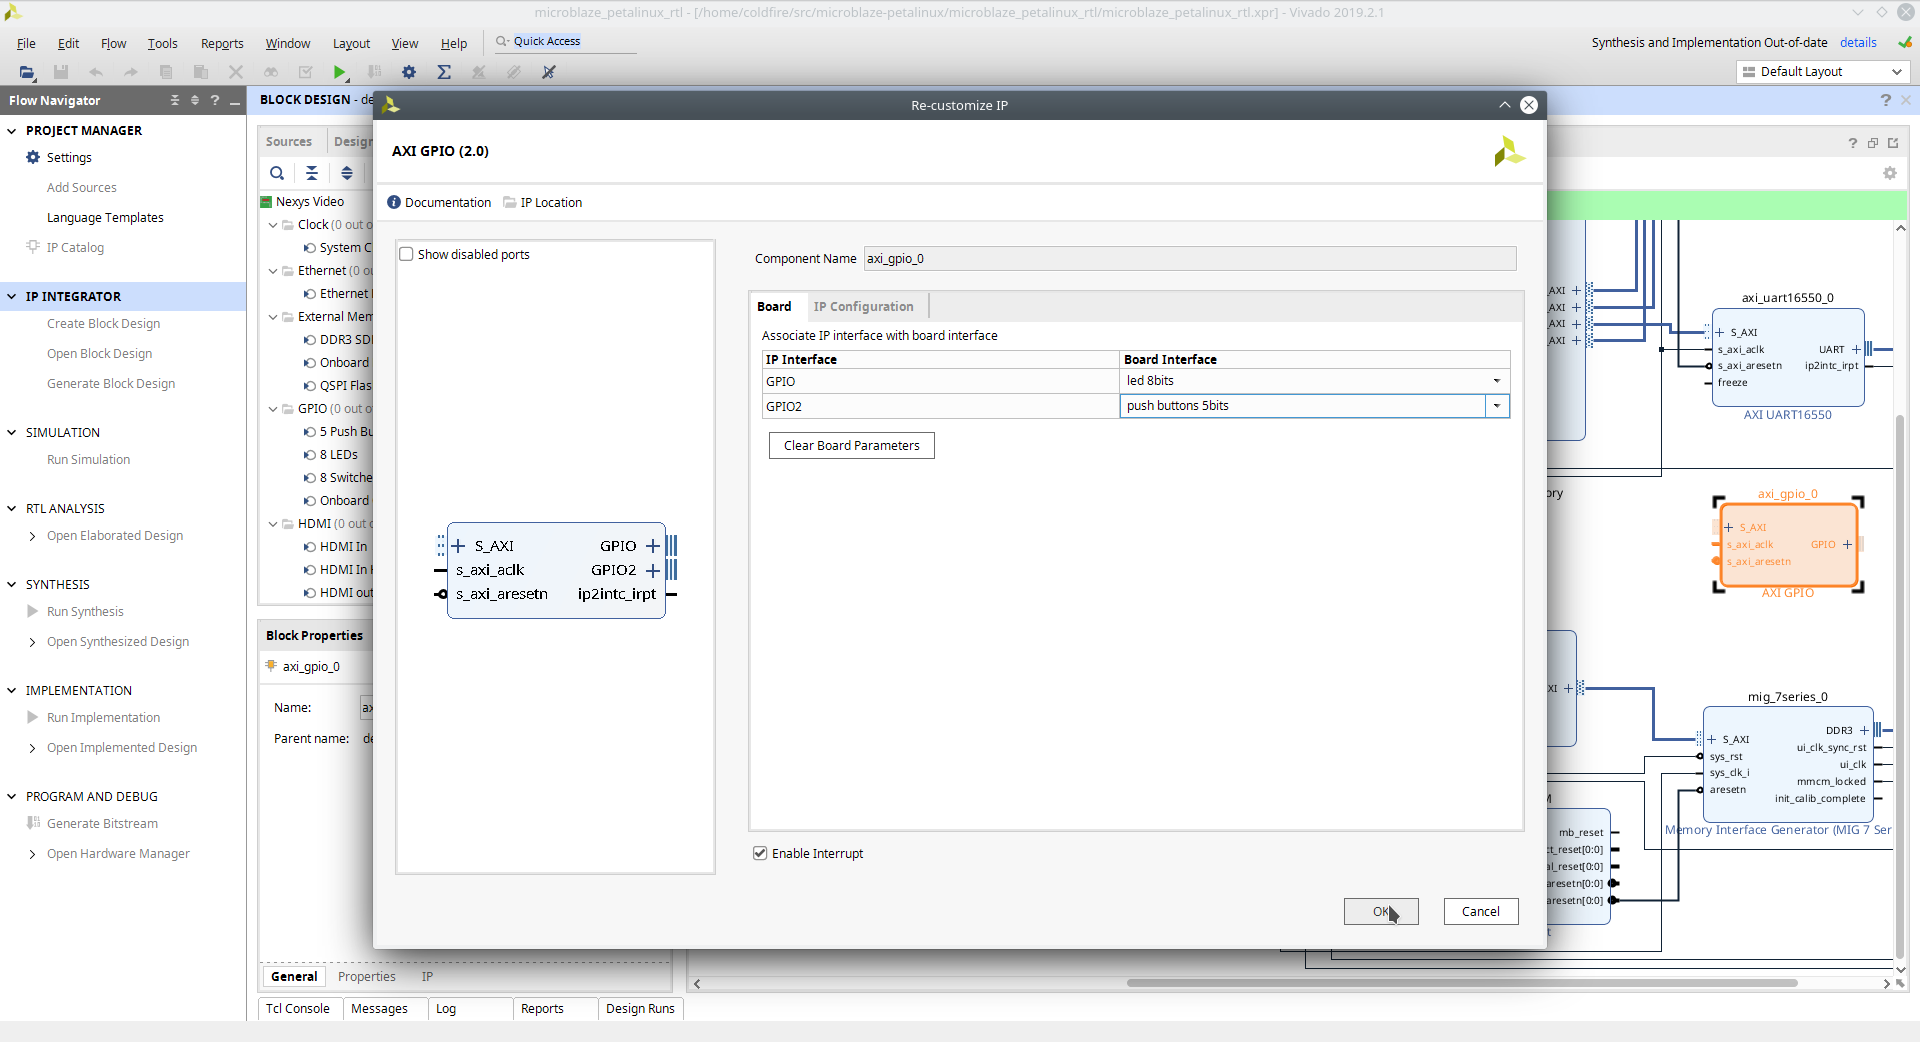 microblaze_petalinux_rtl - [/home/coldfire/src/microblaze-petalinux/microblaze_petalinux_rtl/microblaze_petalinux_rtl.xpr] - Vivado 2019.2.1
File Edit Flow Tools Reports Window Layout View Help Quick Access
Synthesis and Implementation Out-of-date details
Default Layout
Flow Navigator
PROJECT MANAGER
Settings
Add Sources
Language Templates
IP Catalog
IP INTEGRATOR
Create Block Design
Open Block Design
Generate Block Design
SIMULATION
Run Simulation
RTL ANALYSIS
Open Elaborated Design
SYNTHESIS
Run Synthesis
Open Synthesized Design
IMPLEMENTATION
Run Implementation
Open Implemented Design
PROGRAM AND DEBUG
Generate Bitstream
Open Hardware Manager
BLOCK DESIGN - de
Sources Desig
Nexys Video
Clock (0 out o
System C
Ethernet (0 ou
Ethernet
External Mem
DDR3 SD
Onboard
QSPI Flas
GPIO (0 out o
5 Push Bu
8 LEDs
8 Switche
Onboard
HDMI (0 out o
HDMI In
HDMI In
HDMI out
Block Properties
axi_gpio_0
Name: ax
Parent name: de
General Properties IP
Tcl Console Messages Log Reports Design Runs
Re-customize IP
AXI GPIO (2.0)
Documentation IP Location
Show disabled ports
S_AXI GPIO
s_axi_aclk GPIO2
s_axi_aresetn ip2intc_irpt
Component Name axi_gpio_0
Board IP Configuration
Associate IP interface with board interface
IP Interface Board Interface
GPIO led 8bits
GPIO2 push buttons 5bits
Clear Board Parameters
Enable Interrupt
OK Cancel
_AXI
_AXI
_AXI
_AXI
axi_uart16550_0
S_AXI
s_axi_aclk UART
s_axi_aresetn ip2intc_irpt
freeze
AXI UART16550
ory
axi_gpio_0
S_AXI
s_axi_aclk GPIO
s_axi_aresetn
AXI GPIO
XI
mig_7series_0
DDR3
S_AXI
ui_clk_sync_rst
sys_rst
ui_clk
sys_clk_i
mmcm_locked
aresetn
init_calib_complete
Memory Interface Generator (MIG 7 Ser
mb_reset
ct_reset[0:0]
al_reset[0:0]
aresetn[0:0]
aresetn[0:0]